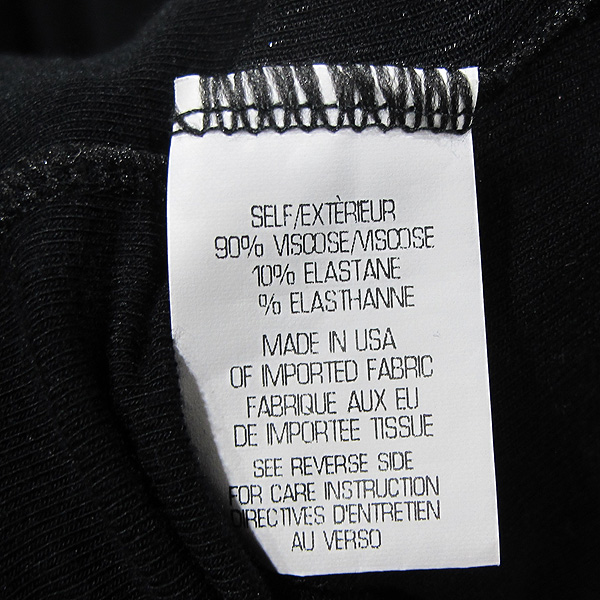 SELF/EXTÈRIEUR
90% VISCOSE/VISCOSE
10% ELASTANE
% ELASTHANNE
MADE IN USA
OF IMPORTED FABRIC
FABRIQUE AUX EU
DE IMPORTEE TISSUE
SEE REVERSE SIDE
FOR CARE INSTRUCTION
DIRECTIVES D'ENTRETIEN
AU VERSO